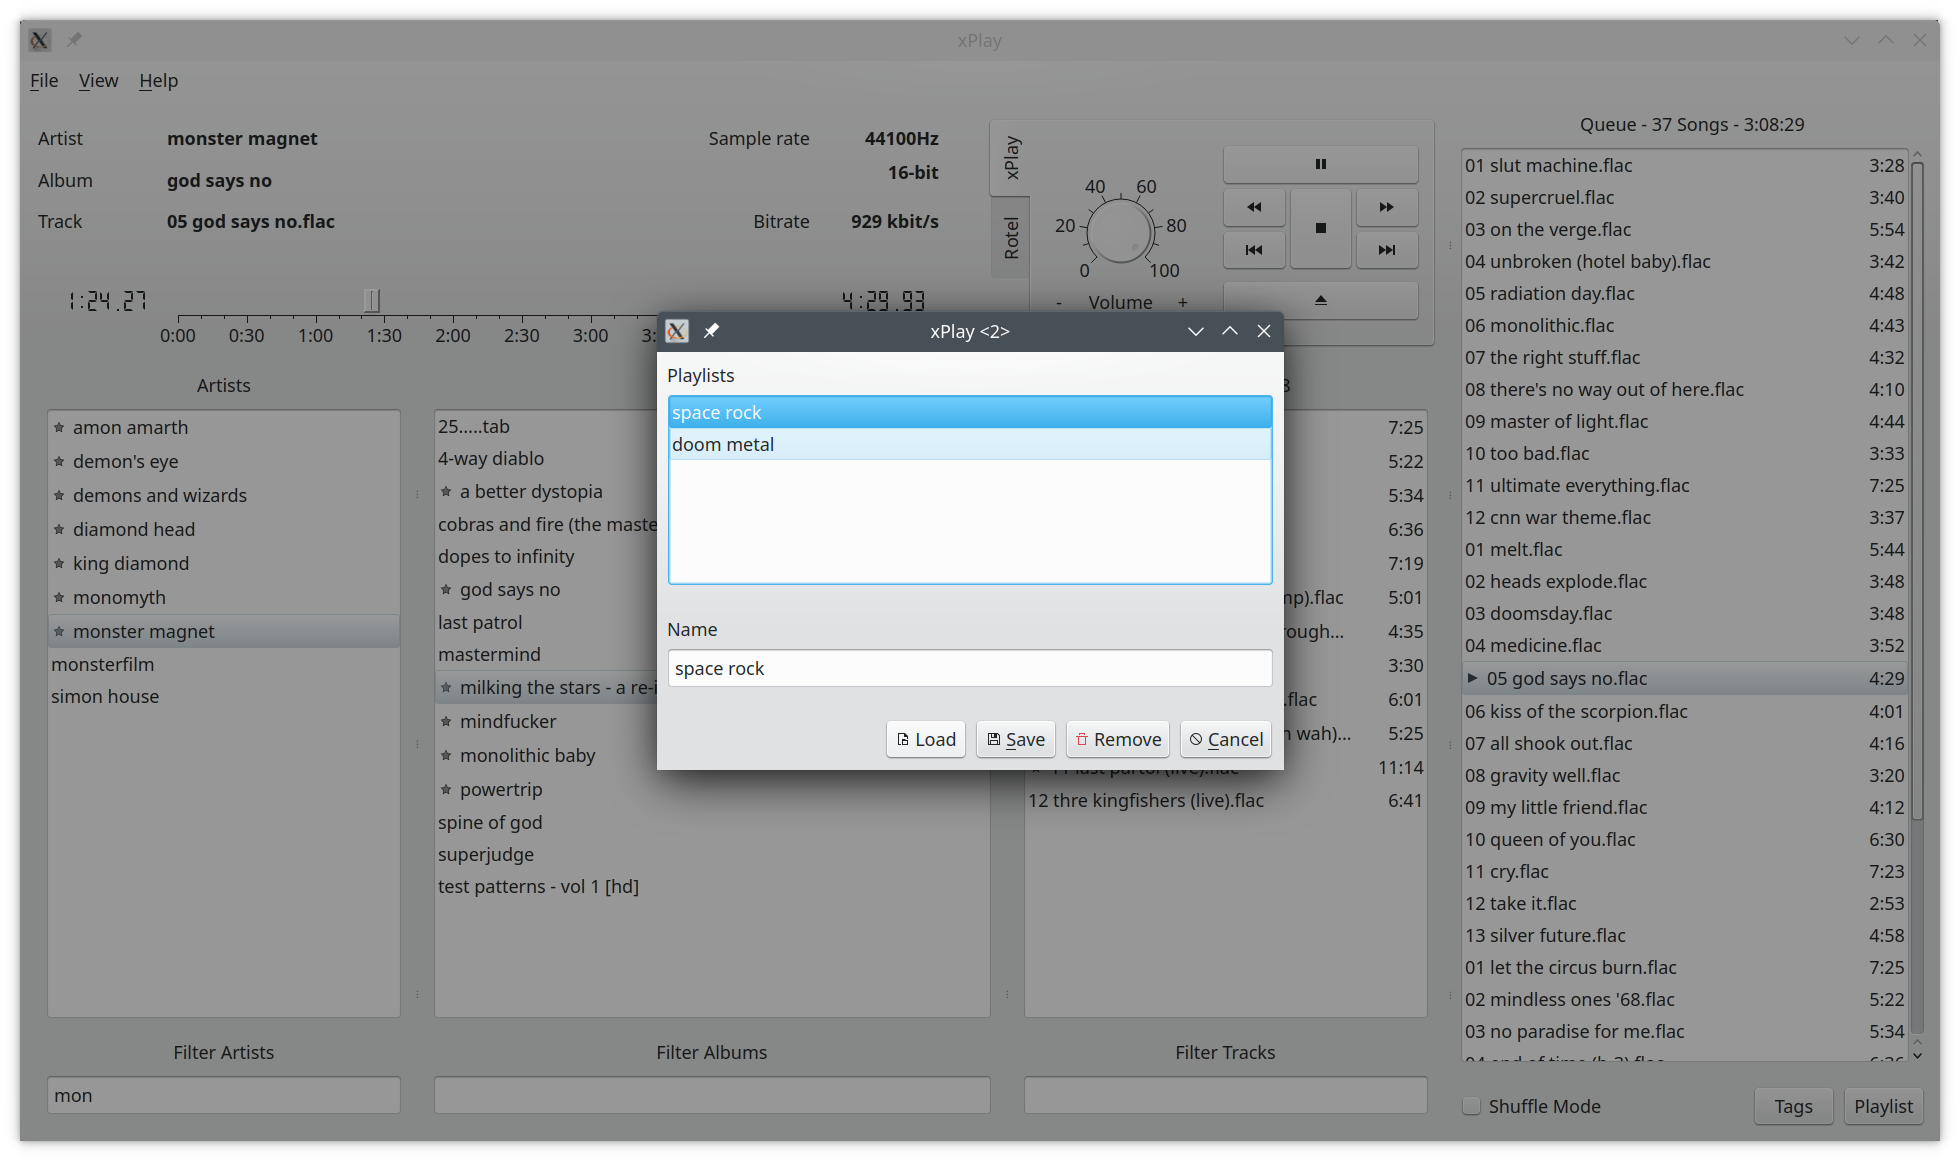 xPlay
File View Help
Artist monster magnet
Album god says no
Track 05 god says no.flac
Sample rate 44100Hz
16-bit
Bitrate 929 kbit/s
1:24.27
4:29.93
0:00 0:30 1:00 1:30 2:00 2:30 3:00
xPlay
Rotel
0 20 40 60 80 100
- Volume +
Queue - 37 Songs - 3:08:29
01 slut machine.flac 3:28
02 supercruel.flac 3:40
03 on the verge.flac 5:54
04 unbroken (hotel baby).flac 3:42
05 radiation day.flac 4:48
06 monolithic.flac 4:43
07 the right stuff.flac 4:32
08 there's no way out of here.flac 4:10
09 master of light.flac 4:44
10 too bad.flac 3:33
11 ultimate everything.flac 7:25
12 cnn war theme.flac 3:37
01 melt.flac 5:44
02 heads explode.flac 3:48
03 doomsday.flac 3:48
04 medicine.flac 3:52
05 god says no.flac 4:29
06 kiss of the scorpion.flac 4:01
07 all shook out.flac 4:16
08 gravity well.flac 3:20
09 my little friend.flac 4:12
10 queen of you.flac 6:30
11 cry.flac 7:23
12 take it.flac 2:53
13 silver future.flac 4:58
01 let the circus burn.flac 7:25
02 mindless ones '68.flac 5:22
03 no paradise for me.flac 5:34
Artists
amon amarth
demon's eye
demons and wizards
diamond head
king diamond
monomyth
monster magnet
monsterfilm
simon house
25.....tab
4-way diablo
a better dystopia
cobras and fire (the maste
dopes to infinity
god says no
last patrol
mastermind
milking the stars - a re-i
mindfucker
monolithic baby
powertrip
spine of god
superjudge
test patterns - vol 1 [hd]
7:25
5:22
5:34
6:36
7:19
mp).flac 5:01
rough... 4:35
3:30
.flac 6:01
n wah)... 5:25
11:14
12 thre kingfishers (live).flac 6:41
xPlay <2>
Playlists
space rock
doom metal
Name
space rock
Load Save Remove Cancel
Filter Artists
mon
Filter Albums
Filter Tracks
Shuffle Mode
Tags Playlist